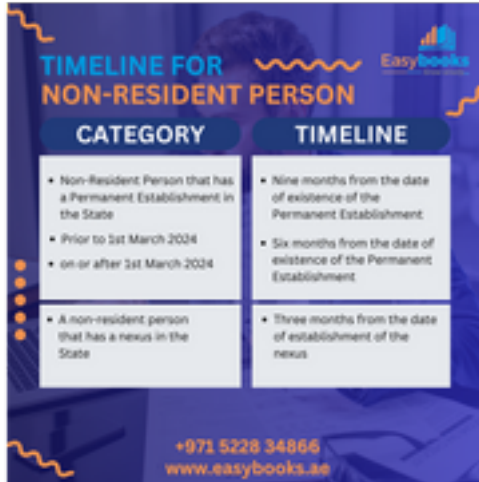 Easybooks
TIMELINE FOR
NON-RESIDENT PERSON
CATEGORY
TIMELINE
• Non-Resident Person that has
a Permanent Establishment in
the State
• Prior to 1st March 2024
• on or after 1st March 2024
• Nine months from the date
of existence of the
Permanent Establishment
• Six months from the date of
existence of the Permanent
Establishment
• A non-resident person
that has a nexus in the
State
• Three months from the date
of establishment of the
nexus
+971 5228 34866
www.easybooks.ae